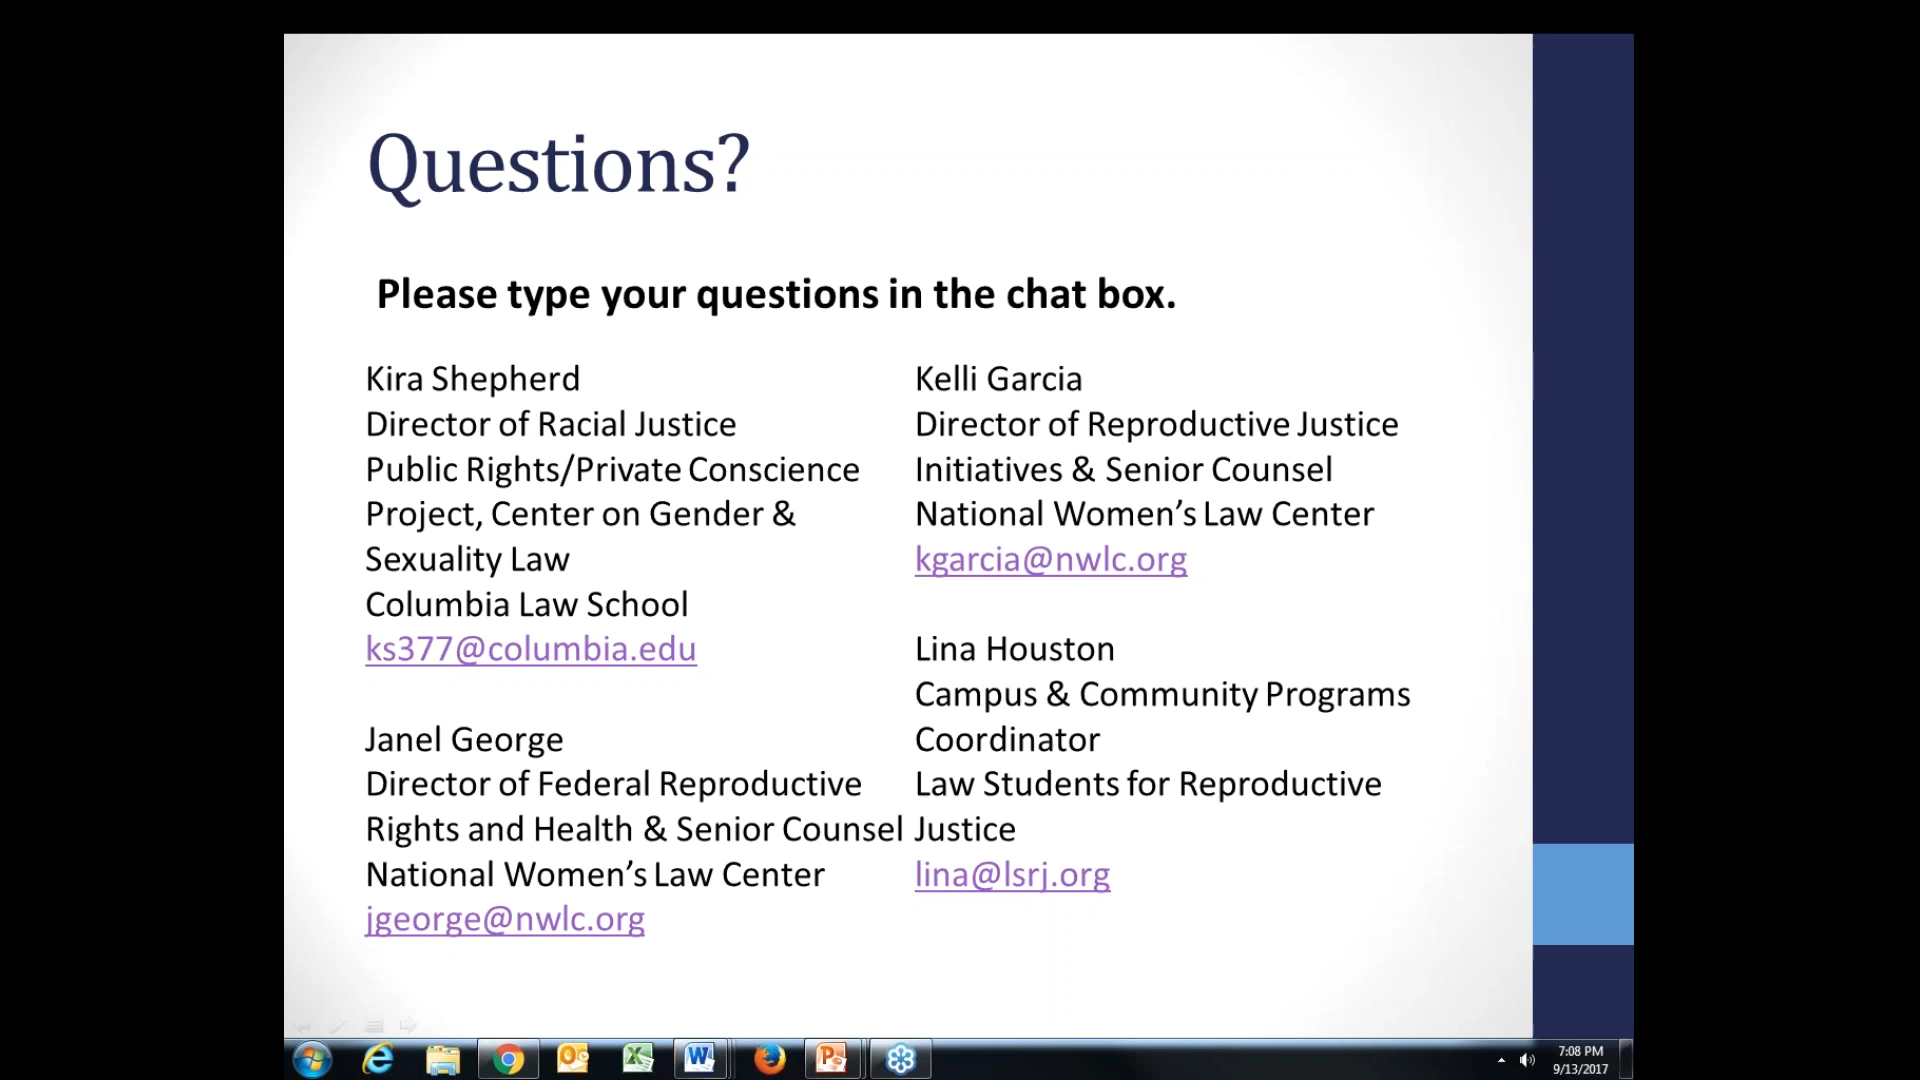 Questions?
Please type your questions in the chat box.
Kira Shepherd
Director of Racial Justice
Public Rights/Private Conscience
Project, Center on Gender &
Sexuality Law
Columbia Law School
ks377@columbia.edu
Janel George
Director of Federal Reproductive
Rights and Health & Senior Counsel
National Women's Law Center
jgeorge@nwlc.org
Kelli Garcia
Director of Reproductive Justice
Initiatives & Senior Counsel
National Women's Law Center
kgarcia@nwlc.org
Lina Houston
Campus & Community Programs
Coordinator
Law Students for Reproductive
Justice
lina@lsrj.org
7:08 PM
9/13/2017